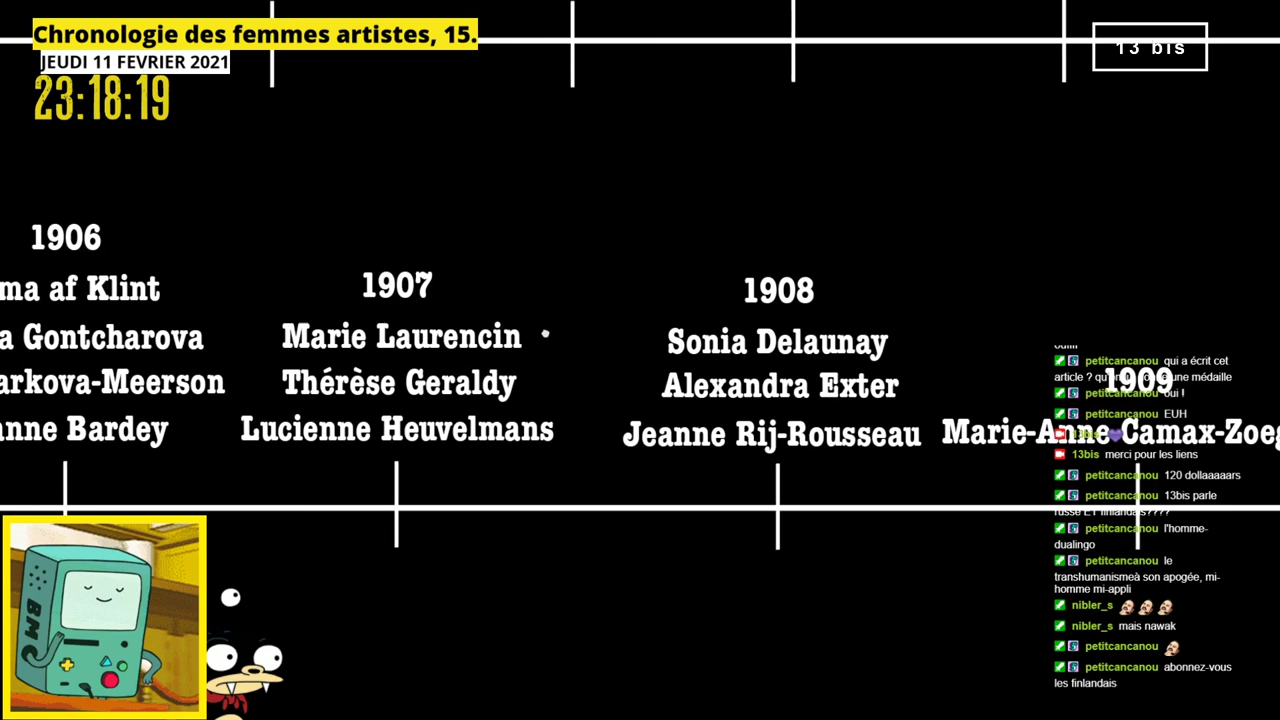 Chronologie des femmes artistes, 15.
JEUDI 11 FEVRIER 2021
23:18:19
13 bis
1906
ma af Klint
a Gontcharova
arkova-Meerson
nne Bardey
1907
Marie Laurencin
Thérèse Geraldy
Lucienne Heuvelmans
1908
Sonia Delaunay
Alexandra Exter
Jeanne Rij-Rousseau
1909
Marie-Anne Camax-Zoeg
petitcancanou qui a écrit cet
article ? une médaille
petitcancanou oui !
petitcancanou EUH
13bis merci pour les liens
petitcancanou 120 dollaaaaars
petitcancanou 13bis parle
russe ET finlandais????
petitcancanou l'homme-
dualingo
petitcancanou le
transhumanismeà son apogée, mi-
homme mi-appli
nibler_s
nibler_s mais nawak
petitcancanou
petitcancanou abonnez-vous
les finlandais
BM